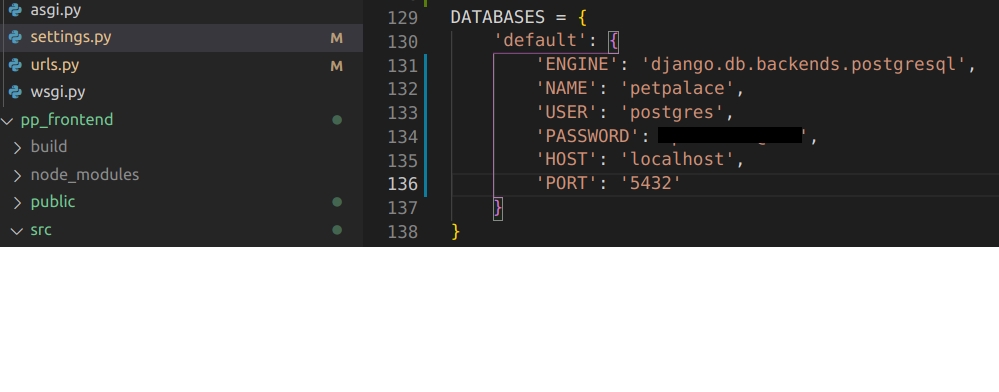 asgi.py
settings.py M
urls.py M
wsgi.py
pp_frontend
build
node_modules
public
src
129 DATABASES = {
130 'default': {
131 'ENGINE': 'django.db.backends.postgresql',
132 'NAME': 'petpalace',
133 'USER': 'postgres',
134 'PASSWORD': ',
135 'HOST': 'localhost',
136 'PORT': '5432'
137 }
138 }